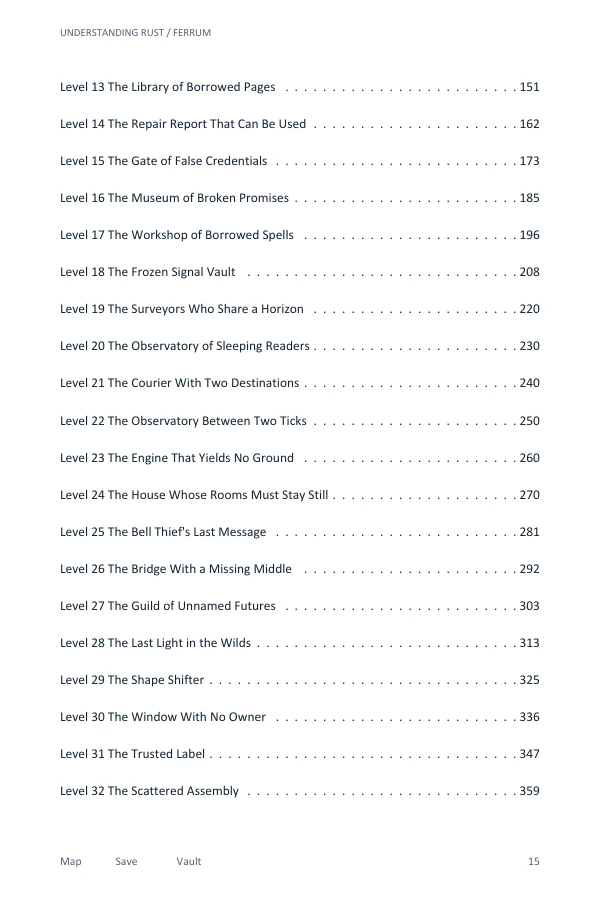 UNDERSTANDING RUST / FERRUM
Level 13 The Library of Borrowed Pages . . . . . . . . . . . . . . . . . . . . . . . . . 151
Level 14 The Repair Report That Can Be Used . . . . . . . . . . . . . . . . . . . . . . 162
Level 15 The Gate of False Credentials . . . . . . . . . . . . . . . . . . . . . . . . . . 173
Level 16 The Museum of Broken Promises . . . . . . . . . . . . . . . . . . . . . . . . 185
Level 17 The Workshop of Borrowed Spells . . . . . . . . . . . . . . . . . . . . . . . 196
Level 18 The Frozen Signal Vault . . . . . . . . . . . . . . . . . . . . . . . . . . . . . 208
Level 19 The Surveyors Who Share a Horizon . . . . . . . . . . . . . . . . . . . . . . 220
Level 20 The Observatory of Sleeping Readers . . . . . . . . . . . . . . . . . . . . . . 230
Level 21 The Courier With Two Destinations . . . . . . . . . . . . . . . . . . . . . . . 240
Level 22 The Observatory Between Two Ticks . . . . . . . . . . . . . . . . . . . . . . 250
Level 23 The Engine That Yields No Ground . . . . . . . . . . . . . . . . . . . . . . . 260
Level 24 The House Whose Rooms Must Stay Still . . . . . . . . . . . . . . . . . . . . 270
Level 25 The Bell Thief's Last Message . . . . . . . . . . . . . . . . . . . . . . . . . . 281
Level 26 The Bridge With a Missing Middle . . . . . . . . . . . . . . . . . . . . . . . 292
Level 27 The Guild of Unnamed Futures . . . . . . . . . . . . . . . . . . . . . . . . . 303
Level 28 The Last Light in the Wilds . . . . . . . . . . . . . . . . . . . . . . . . . . . . 313
Level 29 The Shape Shifter . . . . . . . . . . . . . . . . . . . . . . . . . . . . . . . . . 325
Level 30 The Window With No Owner . . . . . . . . . . . . . . . . . . . . . . . . . . 336
Level 31 The Trusted Label . . . . . . . . . . . . . . . . . . . . . . . . . . . . . . . . . 347
Level 32 The Scattered Assembly . . . . . . . . . . . . . . . . . . . . . . . . . . . . . 359
Map Save Vault 15